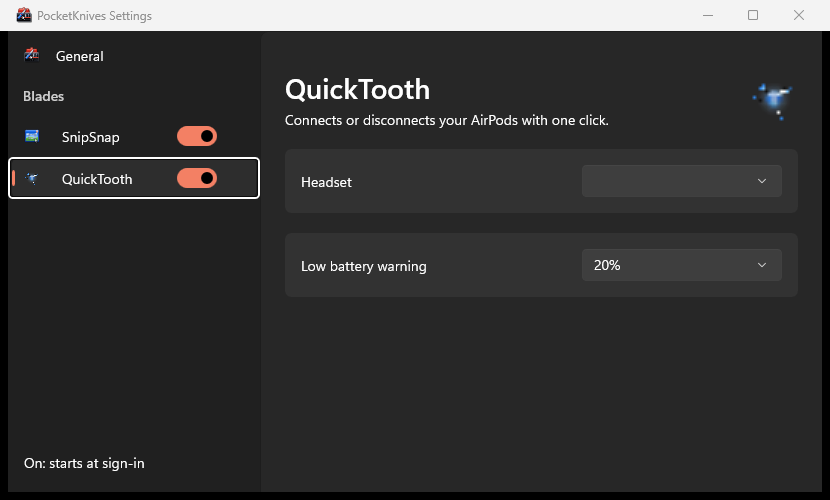 PocketKnives Settings
General
Blades
SnipSnap
QuickTooth
On: starts at sign-in
QuickTooth
Connects or disconnects your AirPods with one click.
Headset
Low battery warning
20%